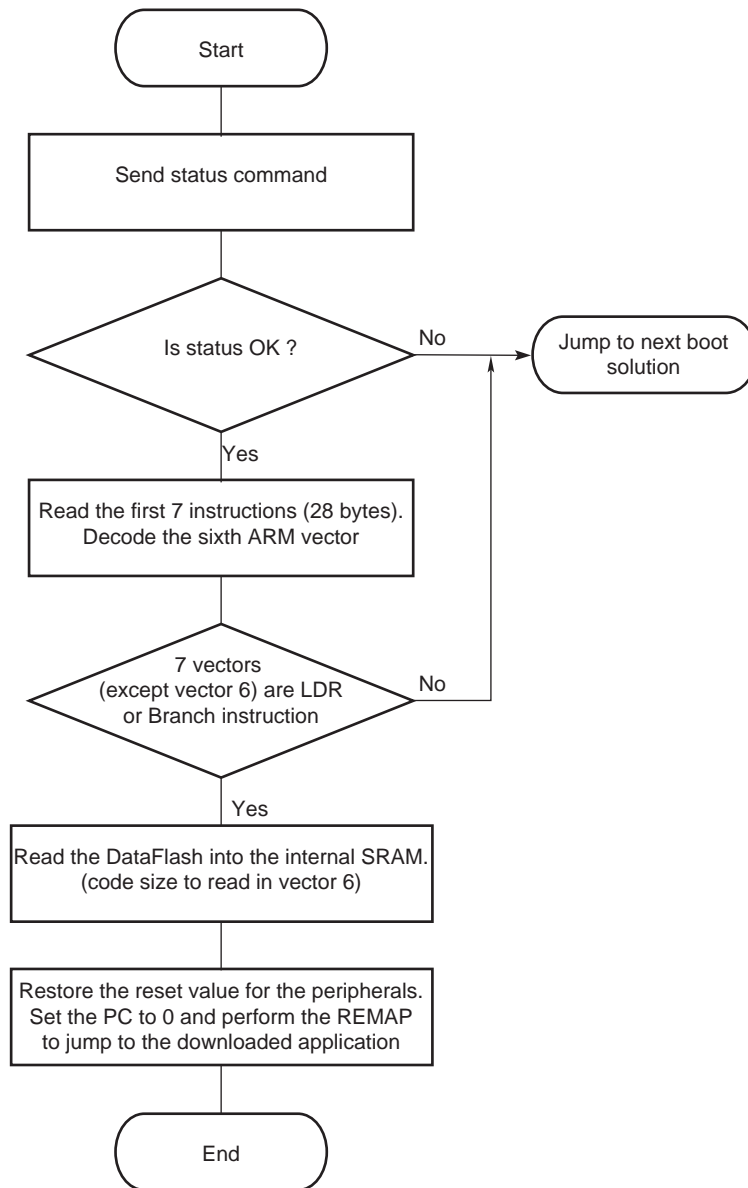 Start
Send status command
Is status OK ?
No
Jump to next boot
solution
Yes
Read the first 7 instructions (28 bytes).
Decode the sixth ARM vector
7 vectors
(except vector 6) are LDR
or Branch instruction
No
Yes
Read the DataFlash into the internal SRAM.
(code size to read in vector 6)
Restore the reset value for the peripherals.
Set the PC to 0 and perform the REMAP
to jump to the downloaded application
End